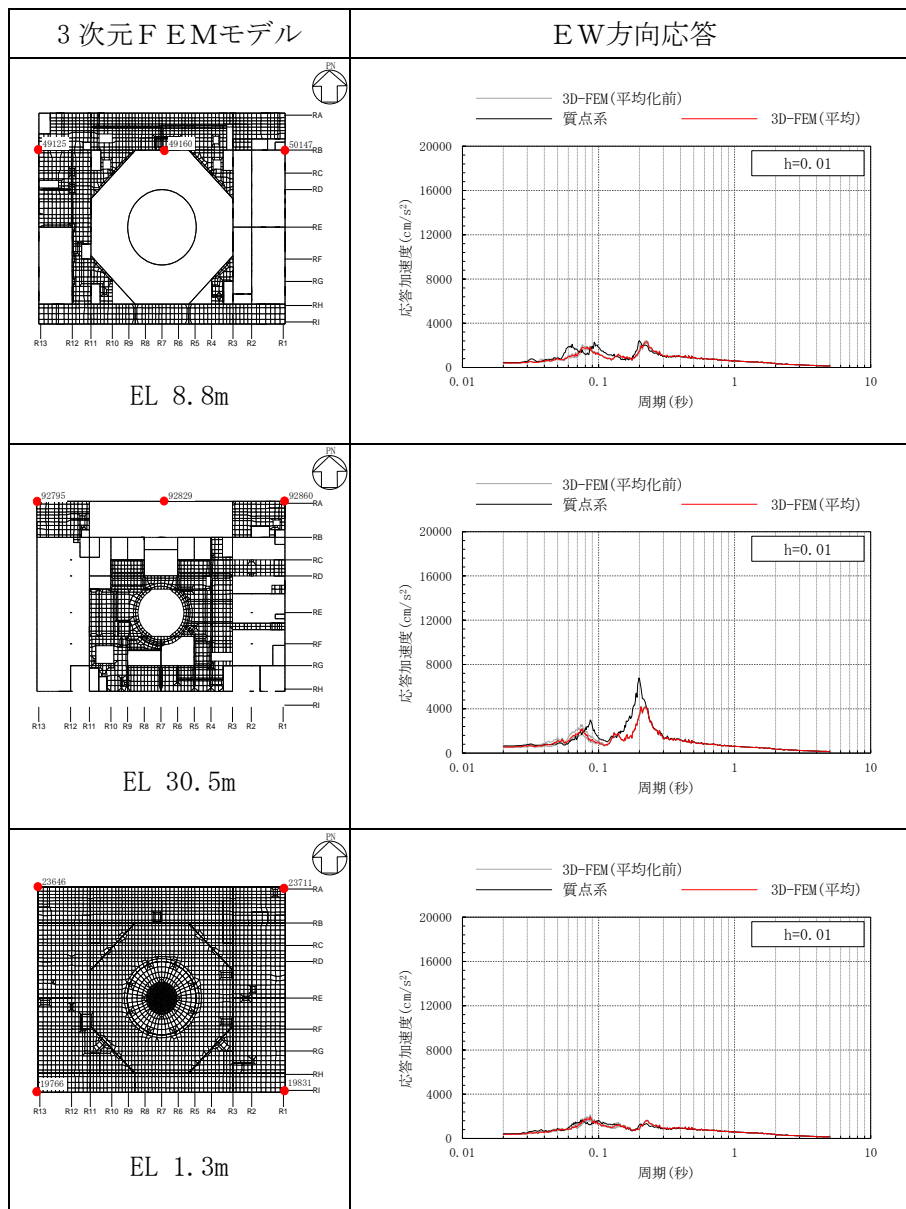 3次元ＦＥＭモデル
ＥＷ方向応答
PN
49125
49160
50147
RA
RB
RC
RD
RE
RF
RG
RH
RI
R13 R12 R11 R10 R9 R8 R7 R6 R5 R4 R3 R2 R1
EL 8.8m
3D-FEM(平均化前)
質点系 3D-FEM(平均)
h=0.01
応答加速度(cm/s²)
20000
16000
12000
8000
4000
0
0.01 0.1 1 10
周期(秒)
PN
92795
92829
92860
RA
RB
RC
RD
RE
RF
RG
RH
RI
R13 R12 R11 R10 R9 R8 R7 R6 R5 R4 R3 R2 R1
EL 30.5m
3D-FEM(平均化前)
質点系 3D-FEM(平均)
h=0.01
応答加速度(cm/s²)
20000
16000
12000
8000
4000
0
0.01 0.1 1 10
周期(秒)
PN
23646
23711
RA
RB
RC
RD
RE
RF
RG
RH
19766
19831
RI
R13 R12 R11 R10 R9 R8 R7 R6 R5 R4 R3 R2 R1
EL 1.3m
3D-FEM(平均化前)
質点系 3D-FEM(平均)
h=0.01
応答加速度(cm/s²)
20000
16000
12000
8000
4000
0
0.01 0.1 1 10
周期(秒)